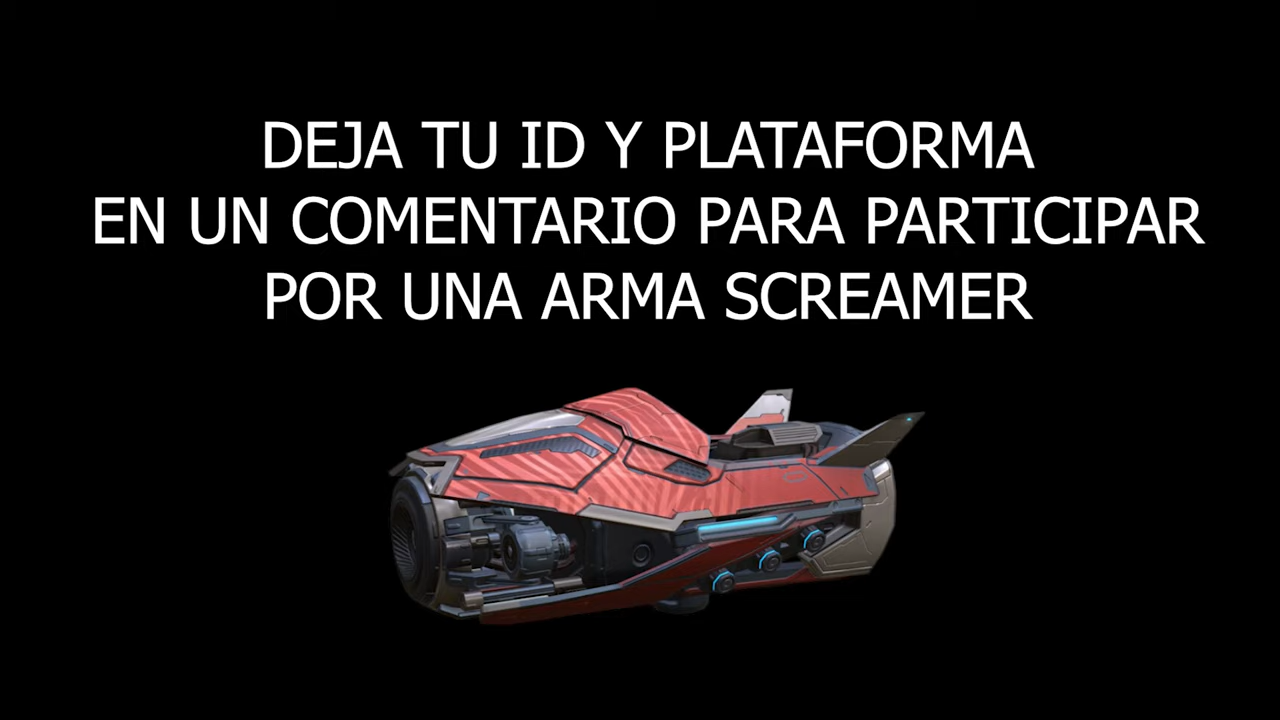 DEJA TU ID Y PLATAFORMA
EN UN COMENTARIO PARA PARTICIPAR
POR UNA ARMA SCREAMER